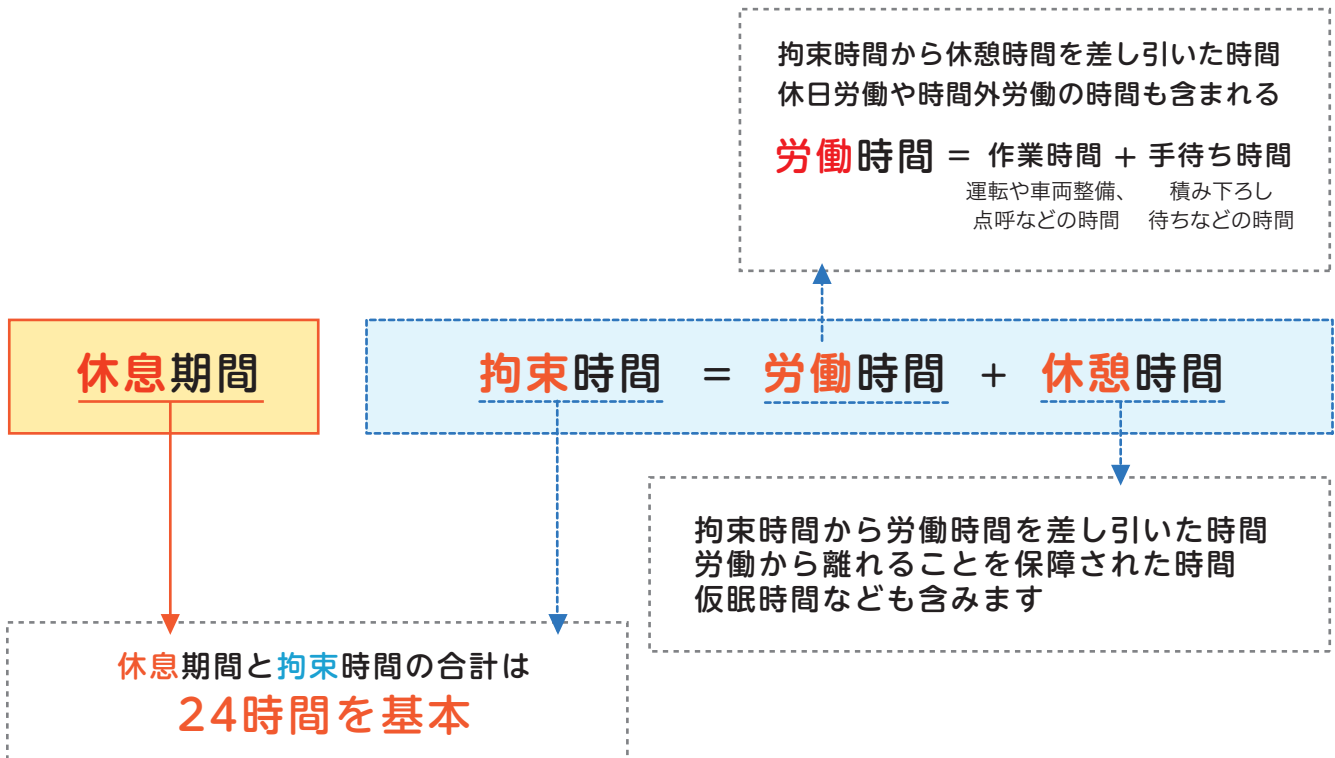 拘束時間から休憩時間を差し引いた時間
休日労働や時間外労働の時間も含まれる
労働時間 = 作業時間 + 手待ち時間
運転や車両整備、 積み下ろし
点呼などの時間 待ちなどの時間
休息期間
拘束時間 = 労働時間 + 休憩時間
拘束時間から労働時間を差し引いた時間
労働から離れることを保障された時間
仮眠時間なども含みます
休息期間と拘束時間の合計は
24時間を基本